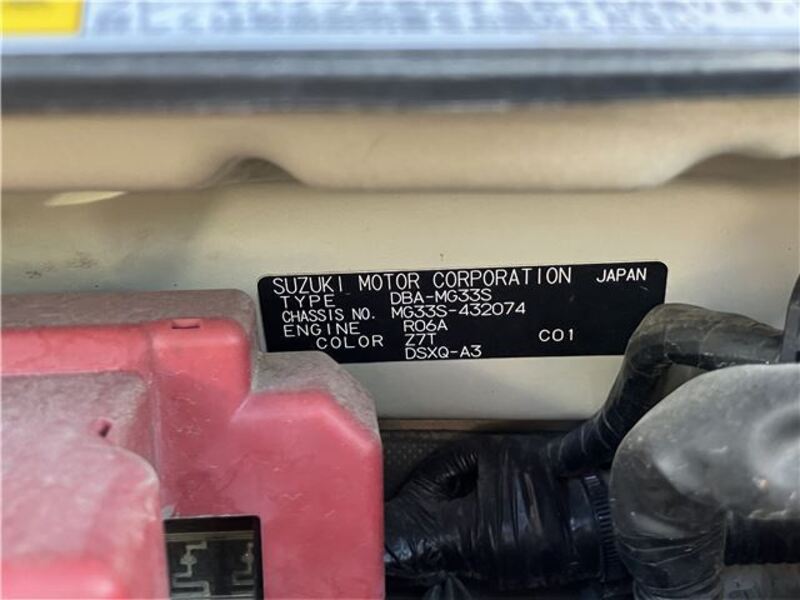 SUZUKI MOTOR CORPORATION JAPAN
TYPE DBA-MG33S
CHASSIS NO. MG33S-432074
ENGINE R06A
COLOR Z7T C01
DSXQ-A3